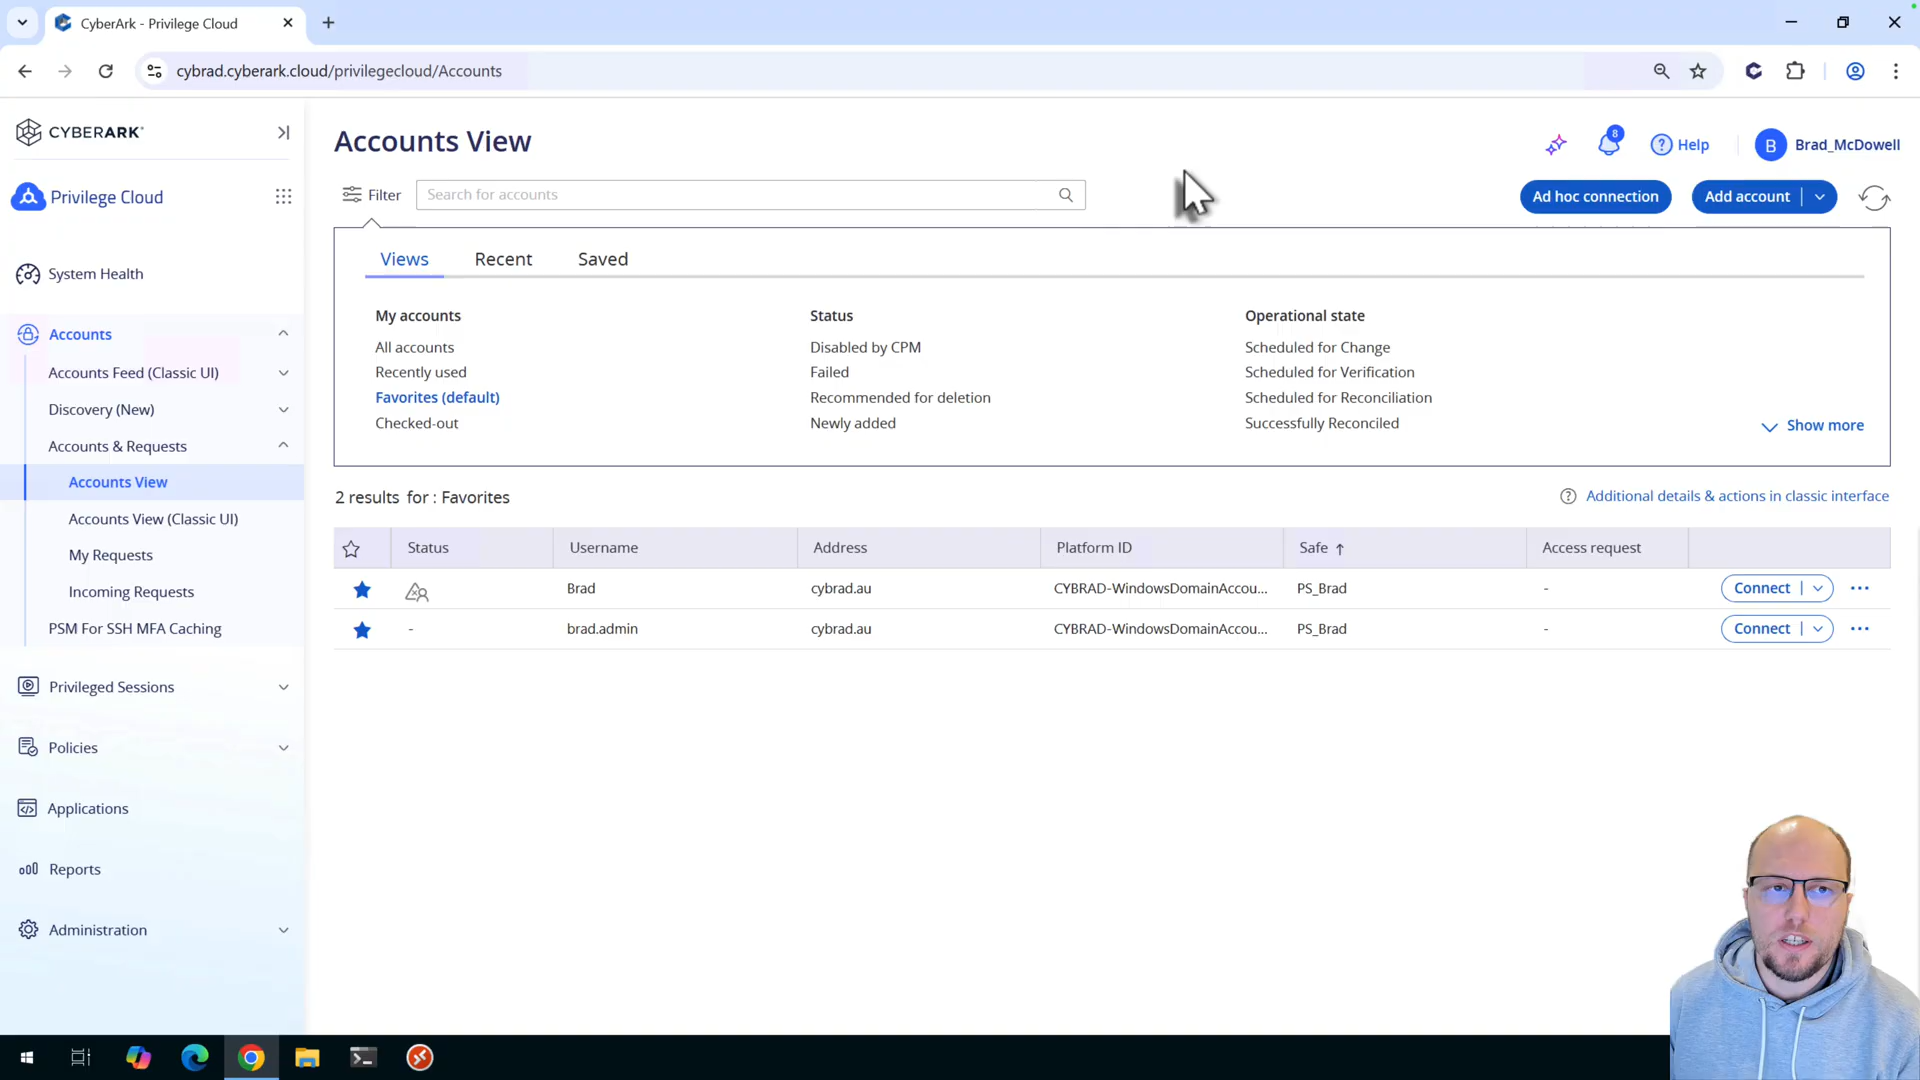 CyberArk - Privilege Cloud
cybrad.cyberark.cloud/privilegecloud/Accounts
CYBERARK
Privilege Cloud
System Health
Accounts
Accounts Feed (Classic UI)
Discovery (New)
Accounts & Requests
Accounts View
Accounts View (Classic UI)
My Requests
Incoming Requests
PSM For SSH MFA Caching
Privileged Sessions
Policies
Applications
Reports
Administration
Accounts View
8
? Help
B Brad_McDowell
Filter
Search for accounts
Ad hoc connection
Add account
Views Recent Saved
My accounts Status Operational state
All accounts Disabled by CPM Scheduled for Change
Recently used Failed Scheduled for Verification
Favorites (default) Recommended for deletion Scheduled for Reconciliation
Checked-out Newly added Successfully Reconciled
Show more
2 results for : Favorites
? Additional details & actions in classic interface
Status Username Address Platform ID Safe Access request
Brad cybrad.au CYBRAD-WindowsDomainAccou... PS_Brad - Connect
- brad.admin cybrad.au CYBRAD-WindowsDomainAccou... PS_Brad - Connect